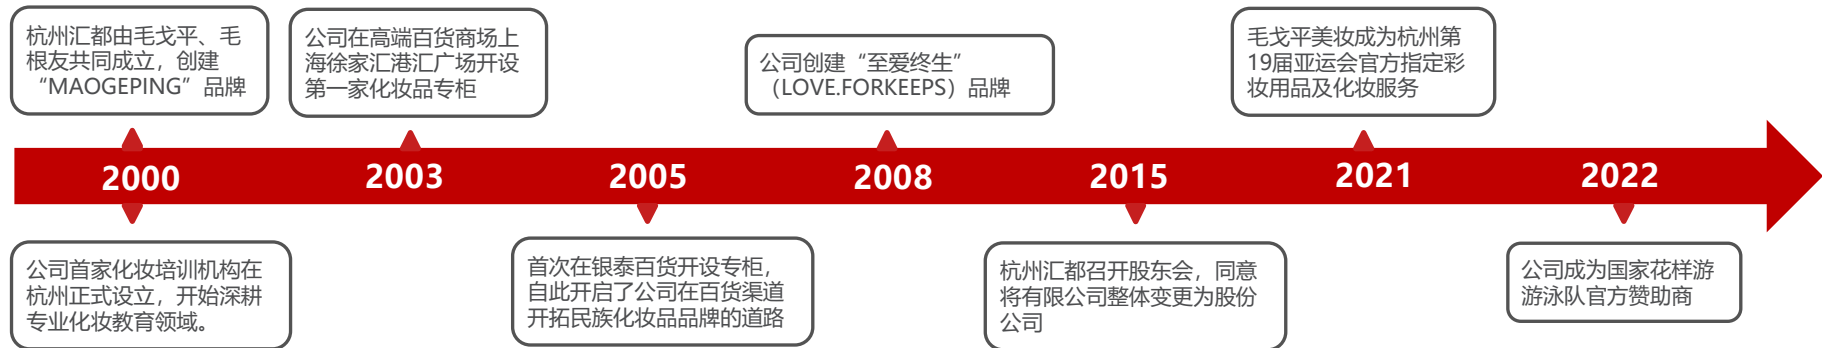 杭州汇都由毛戈平、毛
根友共同成立，创建
“MAOGEPING”品牌
公司在高端百货商场上
海徐家汇港汇广场开设
第一家化妆品专柜
公司创建“至爱终生”
（LOVE.FORKEEPS）品牌
毛戈平美妆成为杭州第
19届亚运会官方指定彩
妆用品及化妆服务
2000
2003
2005
2008
2015
2021
2022
公司首家化妆培训机构在
杭州正式设立，开始深耕
专业化妆教育领域。
首次在银泰百货开设专柜，
自此开启了公司在百货渠道
开拓民族化妆品品牌的道路
杭州汇都召开股东会，同意
将有限公司整体变更为股份
公司
公司成为国家花样游
游泳队官方赞助商